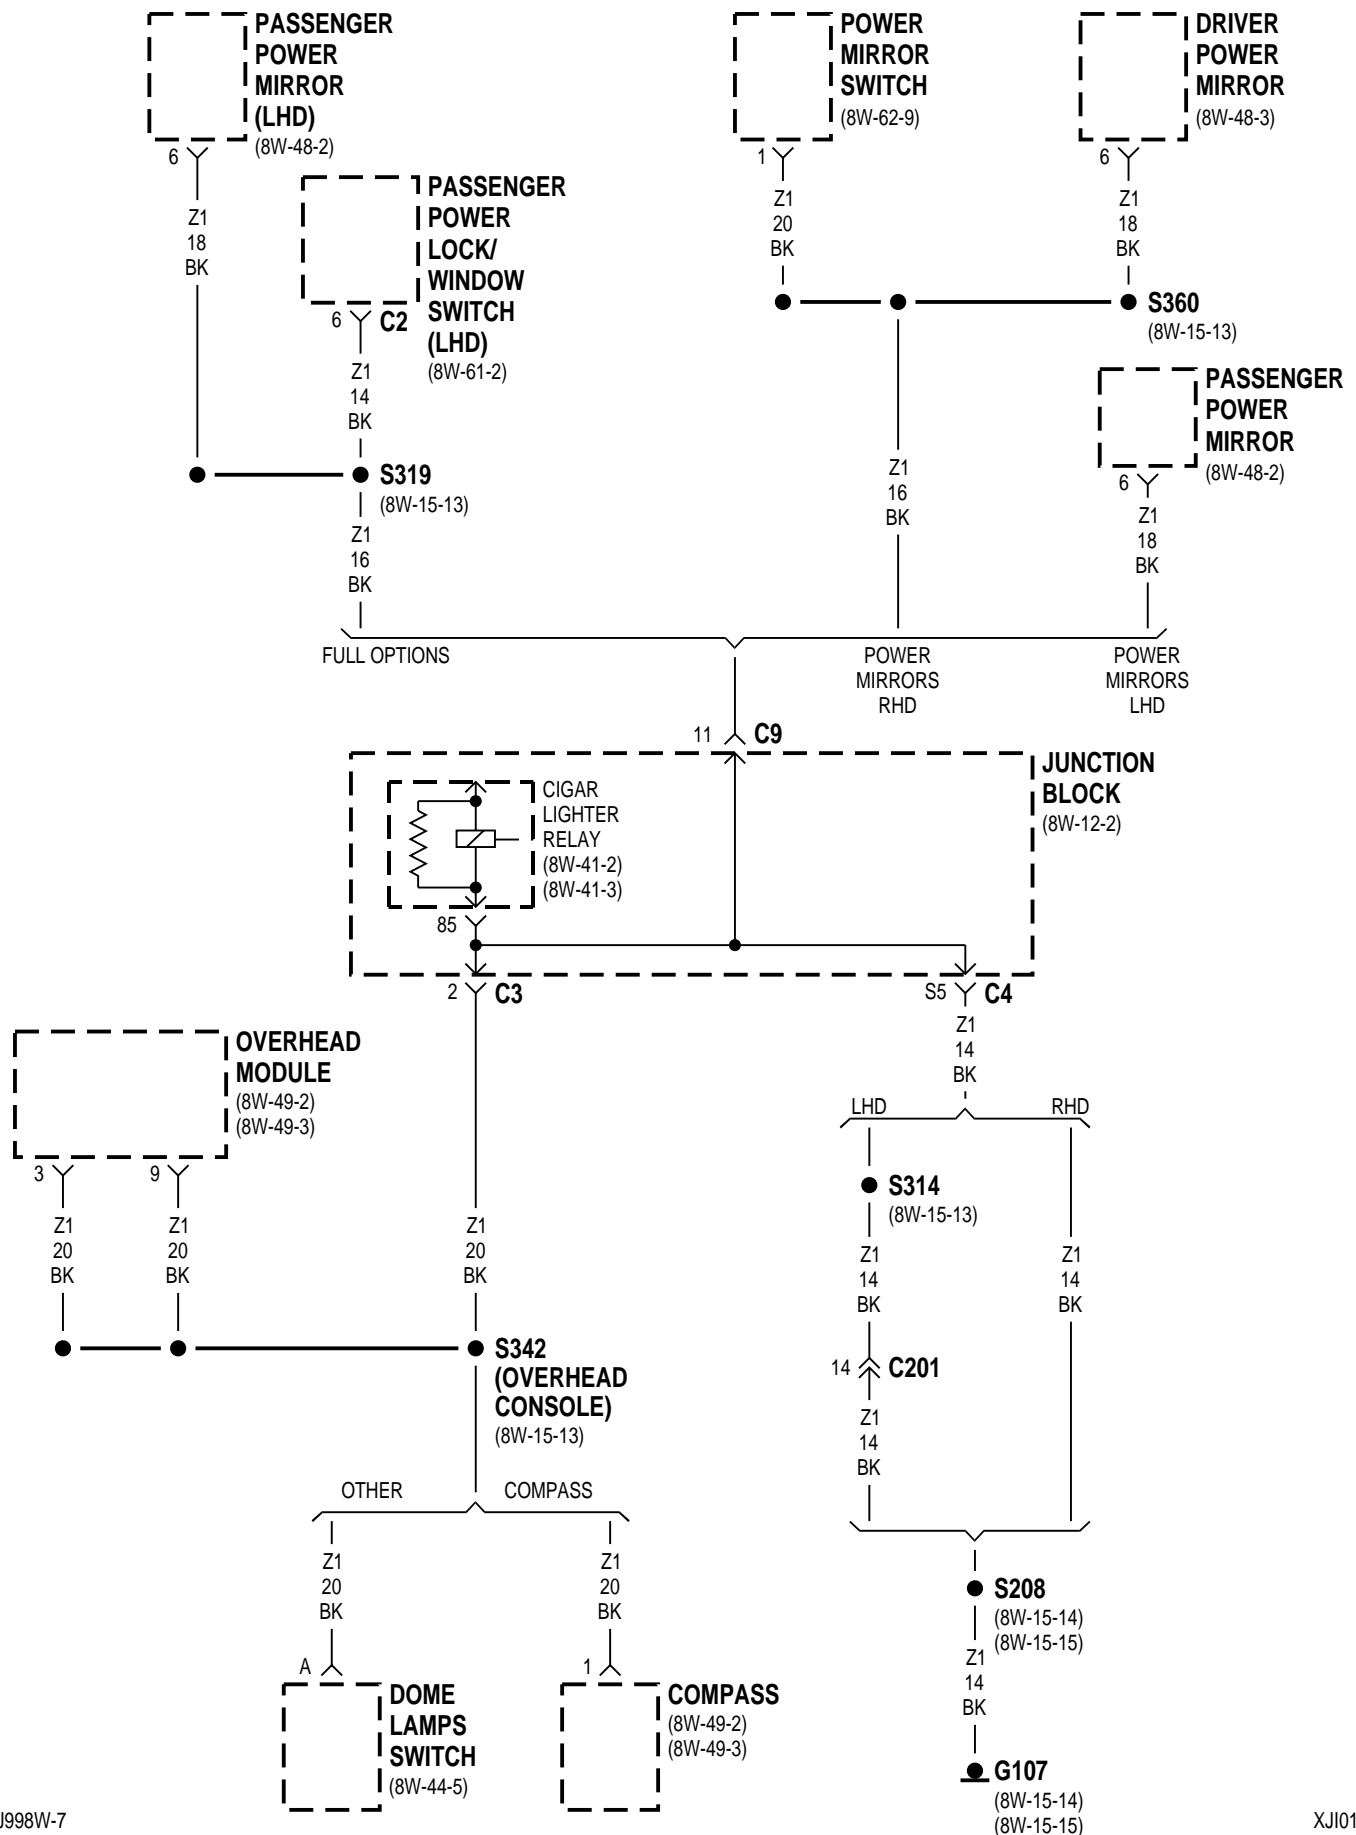 PASSENGER
POWER
MIRROR
(LHD)
(8W-48-2)
6
Z1
18
BK
PASSENGER
POWER
LOCK/
WINDOW
SWITCH
(LHD)
(8W-61-2)
6
C2
Z1
14
BK
S319
(8W-15-13)
Z1
16
BK
POWER
MIRROR
SWITCH
(8W-62-9)
1
Z1
20
BK
DRIVER
POWER
MIRROR
(8W-48-3)
6
Z1
18
BK
S360
(8W-15-13)
Z1
16
BK
PASSENGER
POWER
MIRROR
(8W-48-2)
6
Z1
18
BK
FULL OPTIONS
POWER
MIRRORS
RHD
POWER
MIRRORS
LHD
11
C9
JUNCTION
BLOCK
(8W-12-2)
CIGAR
LIGHTER
RELAY
(8W-41-2)
(8W-41-3)
85
2
C3
S5
C4
Z1
14
BK
OVERHEAD
MODULE
(8W-49-2)
(8W-49-3)
3
9
Z1
20
BK
Z1
20
BK
Z1
20
BK
S342
(OVERHEAD
CONSOLE)
(8W-15-13)
OTHER
COMPASS
Z1
20
BK
Z1
20
BK
A
1
DOME
LAMPS
SWITCH
(8W-44-5)
COMPASS
(8W-49-2)
(8W-49-3)
LHD
RHD
S314
(8W-15-13)
Z1
14
BK
Z1
14
BK
14
C201
Z1
14
BK
S208
(8W-15-14)
(8W-15-15)
Z1
14
BK
G107
(8W-15-14)
(8W-15-15)
J998W-7
XJI01